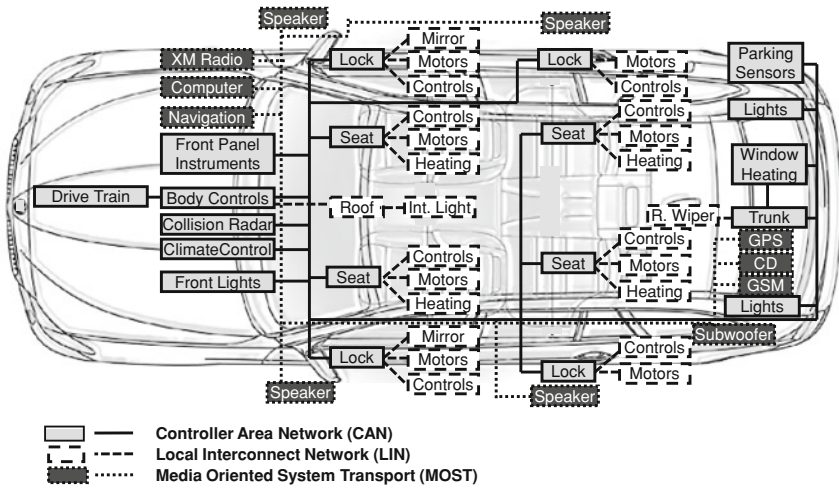 Speaker
Speaker
XM Radio
Computer
Navigation
Front Panel
Instruments
Drive Train
Body Controls
Collision Radar
ClimateControl
Front Lights
Lock
Mirror
Motors
Controls
Seat
Controls
Motors
Heating
Roof
Int. Light
Seat
Controls
Motors
Heating
Lock
Mirror
Motors
Controls
Speaker
Lock
Motors
Controls
Seat
Controls
Motors
Heating
Seat
Controls
Motors
Heating
Lock
Controls
Motors
Speaker
Parking
Sensors
Lights
Window
Heating
R. Wiper
Trunk
GPS
CD
GSM
Lights
Subwoofer
Controller Area Network (CAN)
Local Interconnect Network (LIN)
Media Oriented System Transport (MOST)